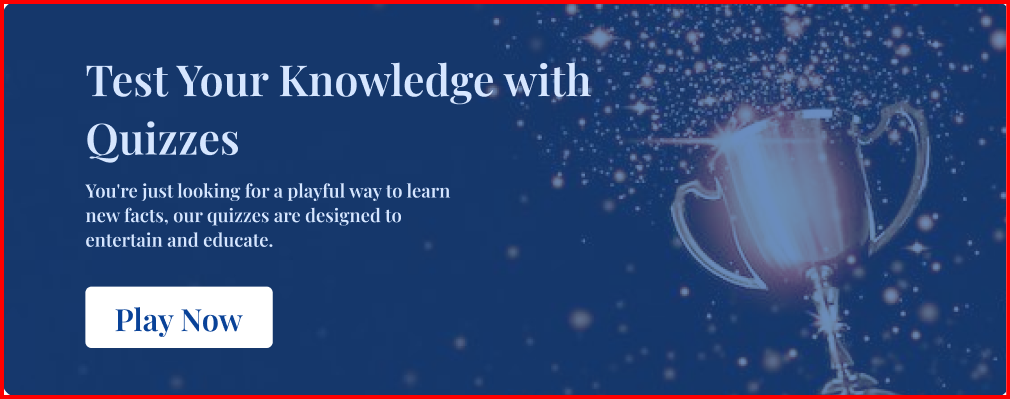 Test Your Knowledge with
Quizzes
You're just looking for a playful way to learn
new facts, our quizzes are designed to
entertain and educate.
Play Now